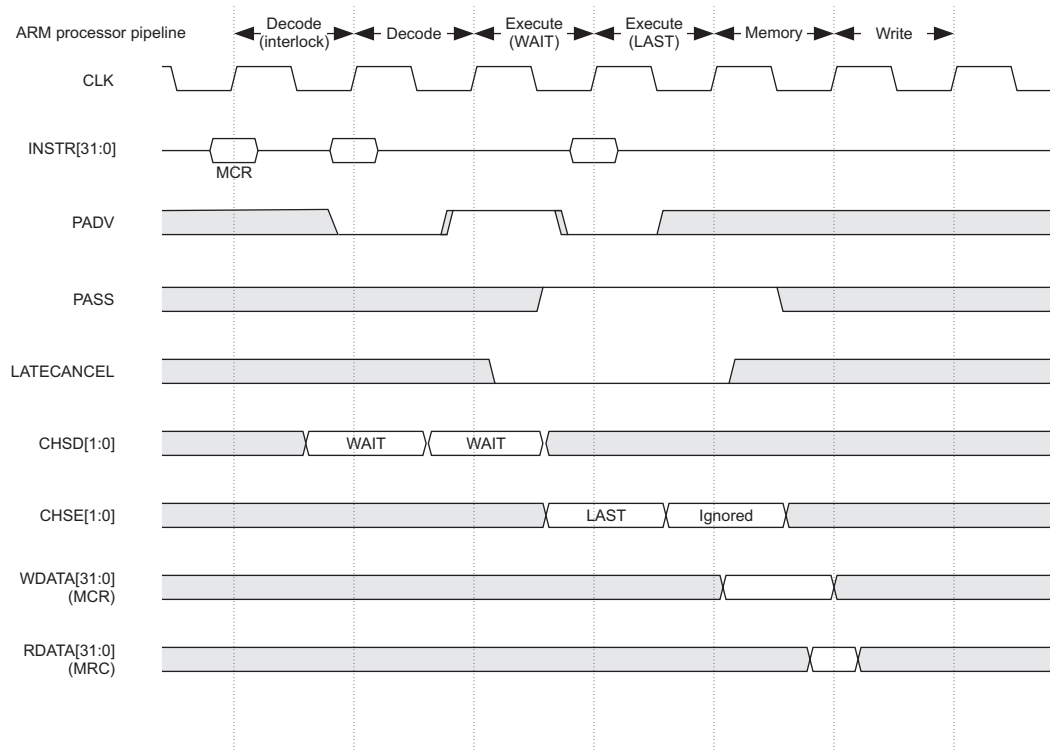 ARM processor pipeline
Decode
(interlock)
Decode
Execute
(WAIT)
Execute
(LAST)
Memory
Write
CLK
INSTR[31:0]
MCR
PADV
PASS
LATECANCEL
CHSD[1:0]
WAIT
WAIT
CHSE[1:0]
LAST
Ignored
WDATA[31:0]
(MCR)
RDATA[31:0]
(MRC)